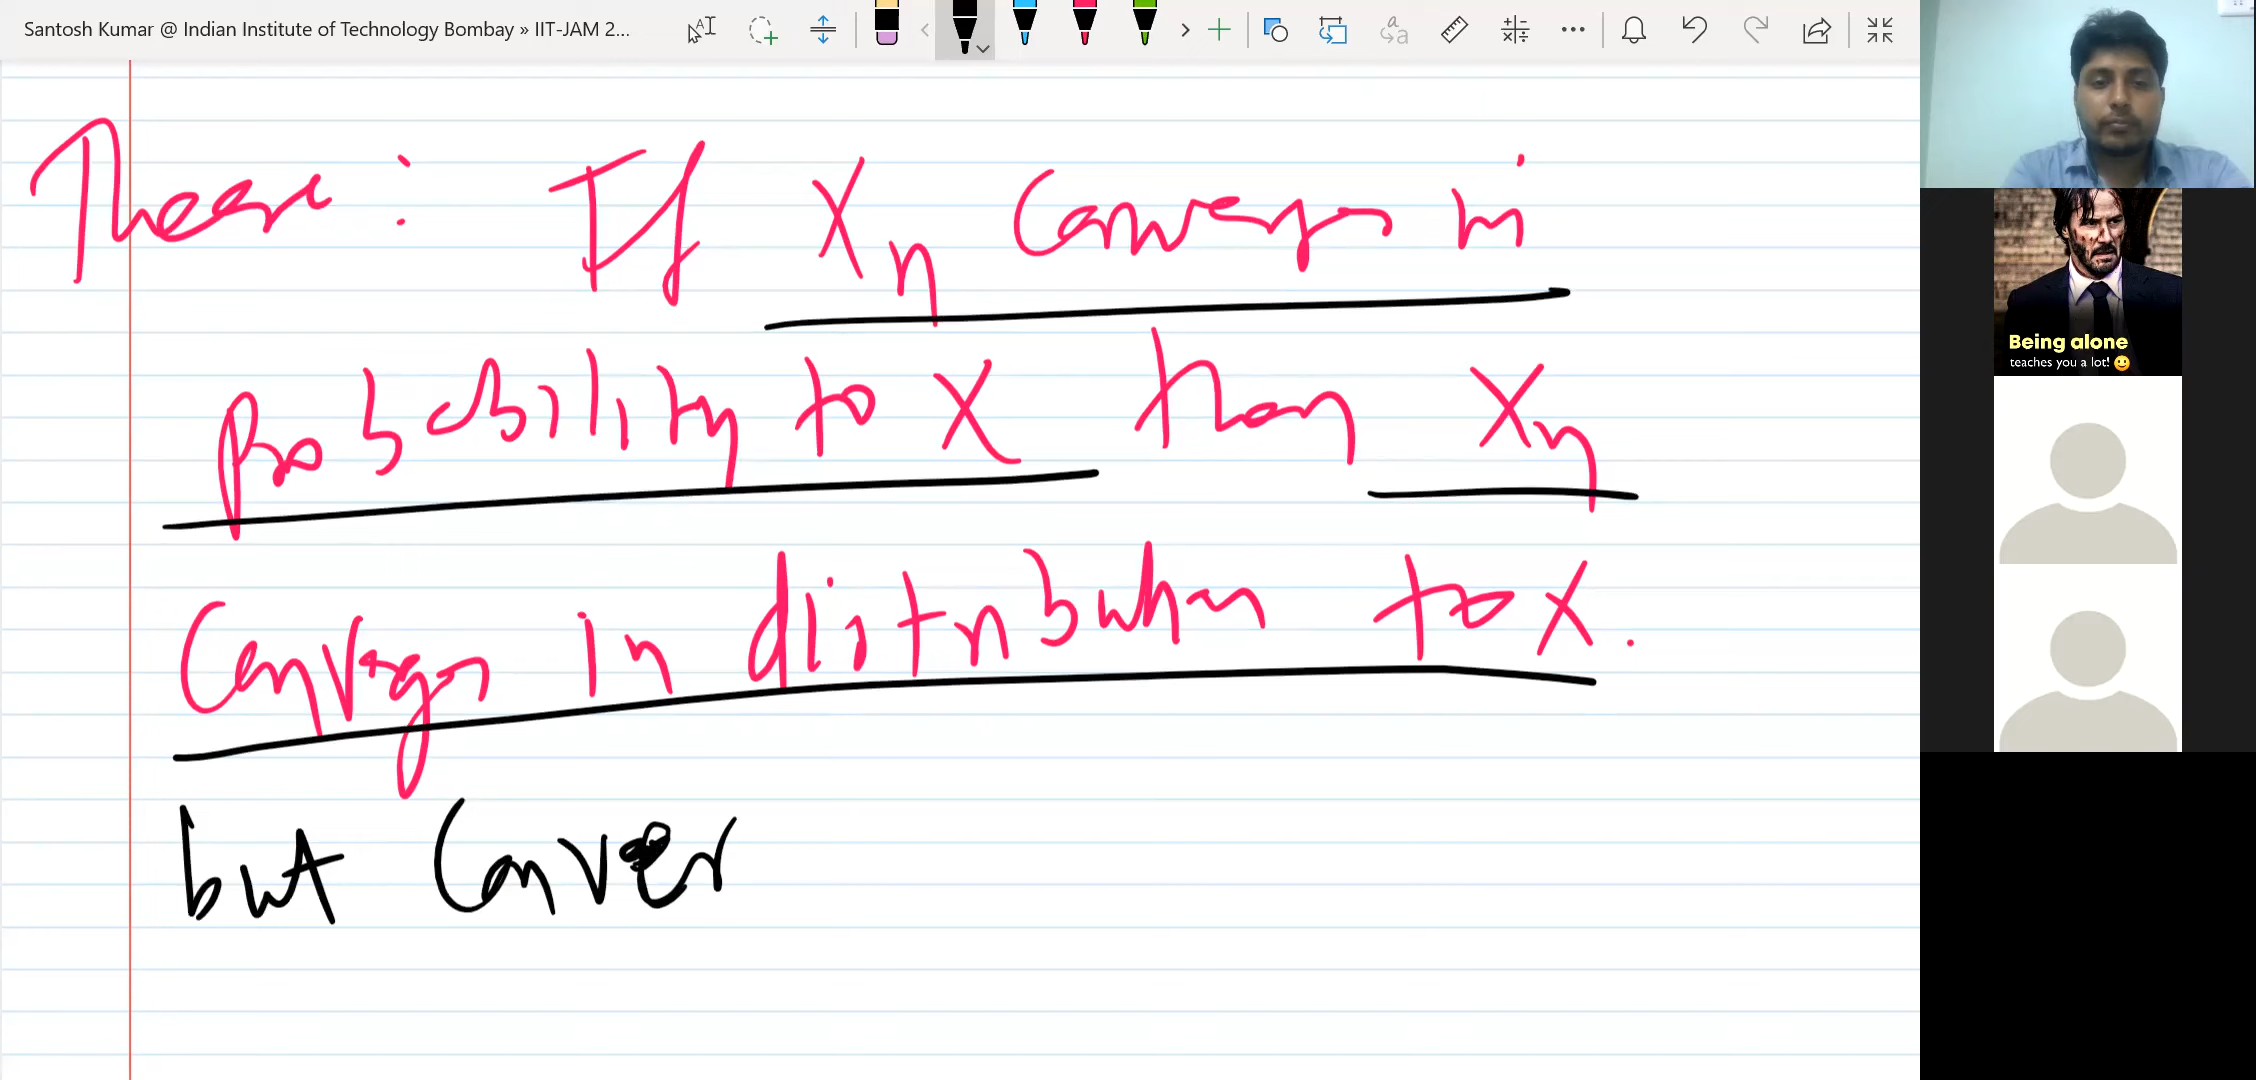 Santosh Kumar @ Indian Institute of Technology Bombay » IIT-JAM 2...
Theore : If Xn Converges in
Probability to X then Xn
Converges in distribution to X.
but Conver
Being alone
teaches you a lot! 😃